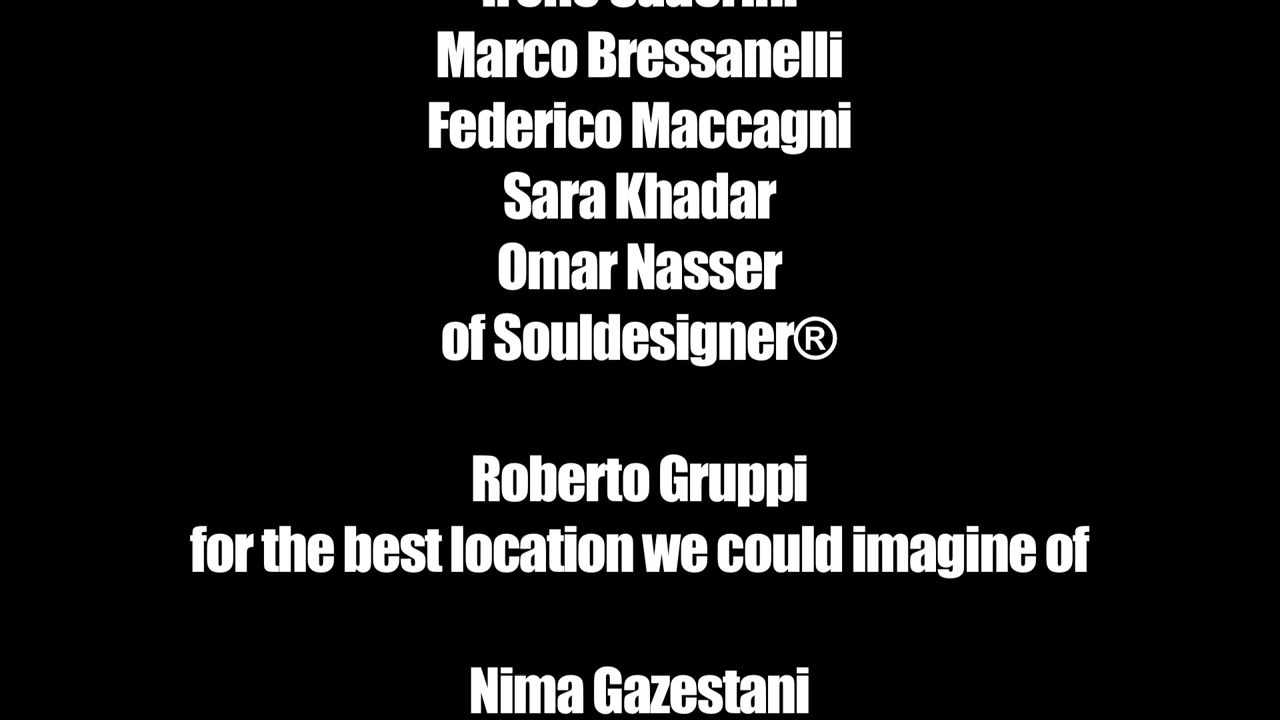 Marco Bressanelli
Federico Maccagni
Sara Khadar
Omar Nasser
of Souldesigner®
Roberto Gruppi
for the best location we could imagine of
Nima Gazestani